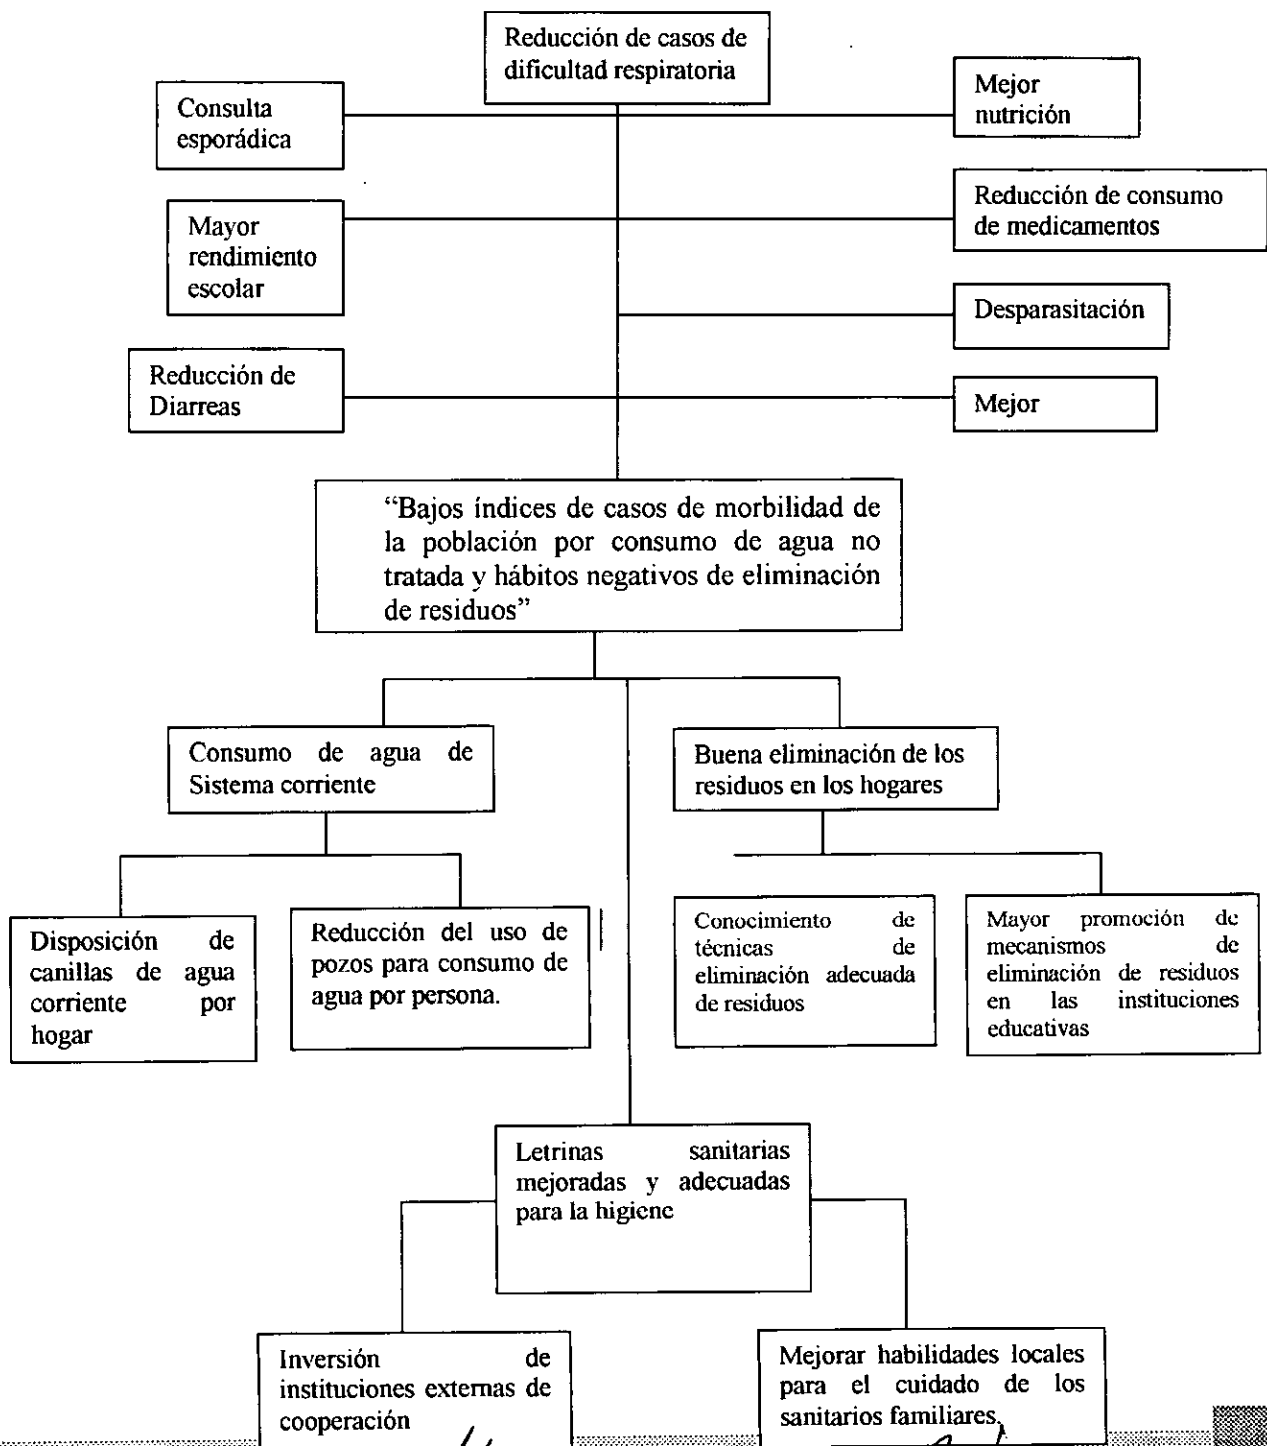 Reducción de casos de
dificultad respiratoria
Consulta
esporádica
Mejor
nutrición
Mayor
rendimiento
escolar
Reducción de consumo
de medicamentos
Desparasitación
Reducción de
Diarreas
Mejor
“Bajos índices de casos de morbilidad de
la población por consumo de agua no
tratada y hábitos negativos de eliminación
de residuos”
Consumo de agua de
Sistema corriente
Buena eliminación de los
residuos en los hogares
Disposición de
canillas de agua
corriente por
hogar
Reducción del uso de
pozos para consumo de
agua por persona.
Conocimiento de
técnicas de
eliminación adecuada
de residuos
Mayor promoción de
mecanismos de
eliminación de residuos
en las instituciones
educativas
Letrinas sanitarias
mejoradas y adecuadas
para la higiene
Inversión de
instituciones externas de
cooperación
Mejorar habilidades locales
para el cuidado de los
sanitarios familiares.